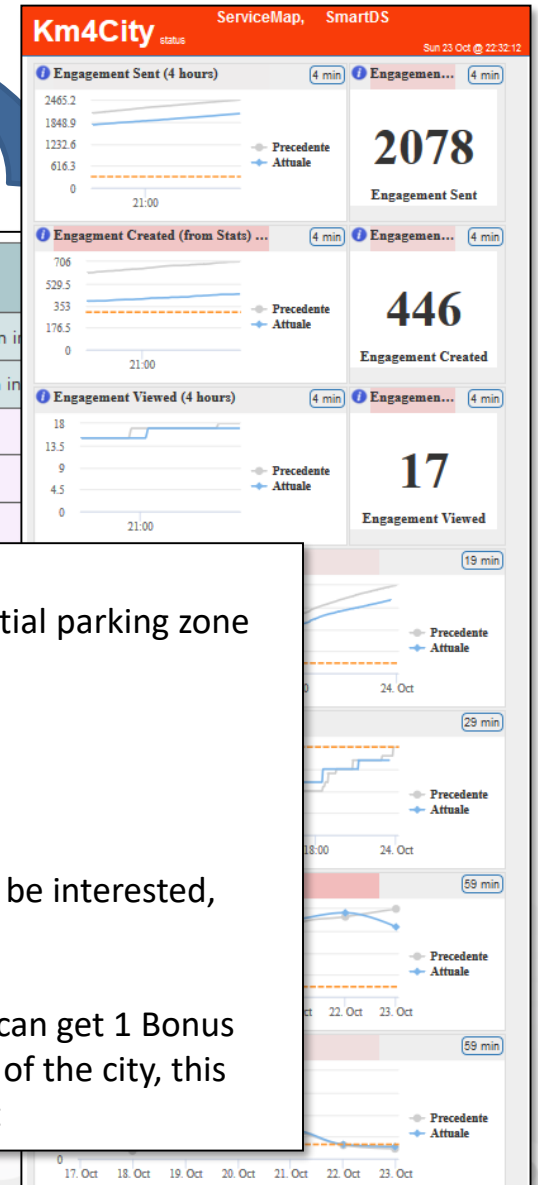 ServiceMap, SmartDS
Km4City status
Sun 23 Oct @ 22:32:12
Engagement Sent (4 hours)
4 min
Engagemen...
4 min
2465.2
1848.9
1232.6
616.3
0
21:00
Precedente
Attuale
2078
Engagement Sent
Engagment Created (from Stats) ...
4 min
Engagemen...
4 min
706
529.5
353
176.5
0
21:00
Precedente
Attuale
446
Engagement Created
Engagement Viewed (4 hours)
4 min
Engagemen...
4 min
18
13.5
9
4.5
0
21:00
Precedente
Attuale
17
Engagement Viewed
19 min
Precedente
Attuale
24. Oct
29 min
Precedente
Attuale
18:00
24. Oct
59 min
Precedente
Attuale
22. Oct
23. Oct
59 min
Precedente
Attuale
0
17. Oct
18. Oct
19. Oct
20. Oct
21. Oct
22. Oct
23. Oct
in
tial parking zone
be interested,
can get 1 Bonus
of the city, this